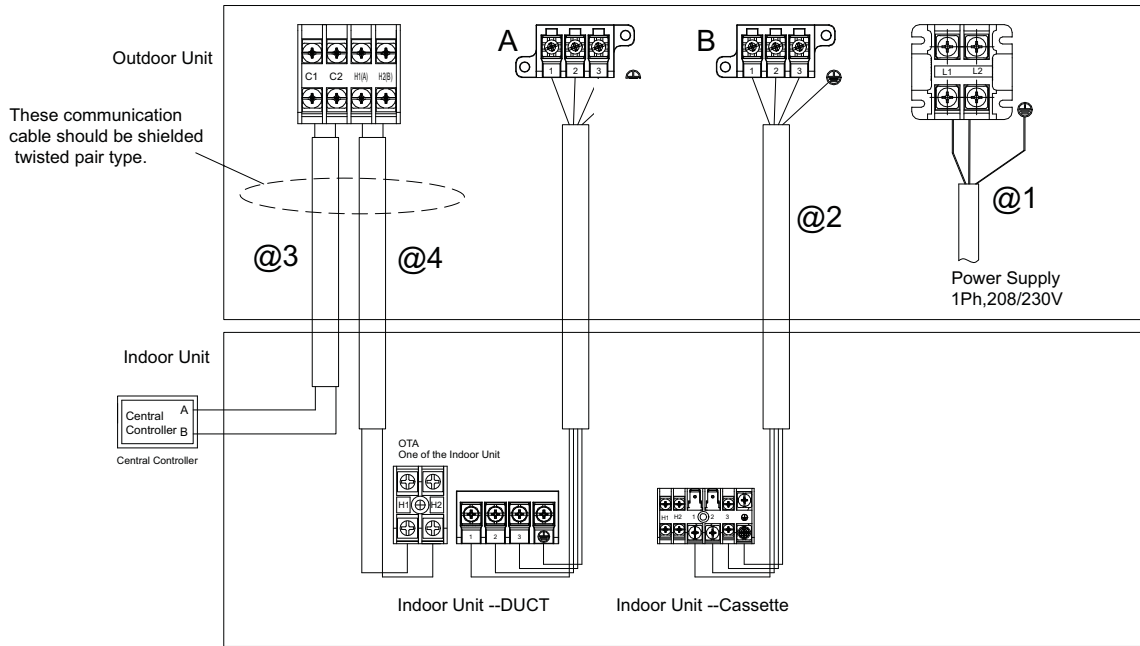 Outdoor Unit
C1 C2 H1(A) H2(B)
A
1 2 3
B
1 2 3
L1 L2
These communication
cable should be shielded
twisted pair type.
@3
@4
@2
@1
Power Supply
1Ph,208/230V
Indoor Unit
Central
Controller
A
B
Central Controller
OTA
One of the Indoor Unit
H1 H2
1 2 3
H1 H2 1 2 3
Indoor Unit --DUCT
Indoor Unit --Cassette